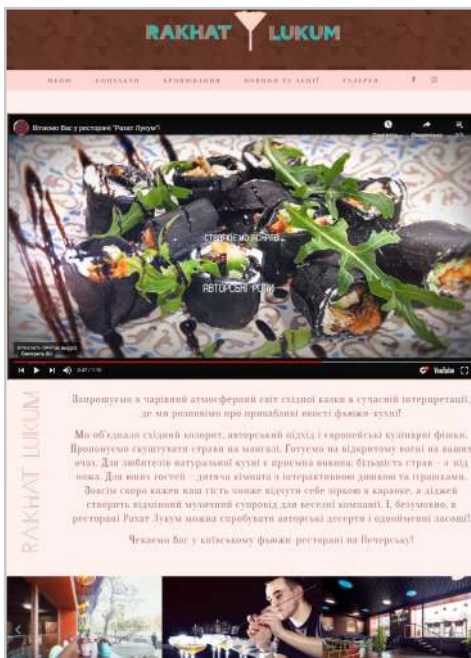 RAKHAT LUKUM
МЕНЮ КОНТАКТИ БРОНЮВАННЯ НОВИНИ ТА АКЦІЇ ГАЛЕРЕЯ
Вітаємо Вас у ресторані "Рахат Лукум"!
СТВОРЮЄМО ЯСКРАВІ
АВТОРСЬКІ РОЛИ
YouTube
RAKHAT LUKUM
Запрошуємо в чарівний атмосферний світ східної казки в сучасній інтерпретації,
де ми розповімо про привабливі якості фьюжн-кухні!
Ми об'єднали східний колорит, авторський підхід і європейські кулінарні фішки.
Пропонуємо скуштувати страви на мангалі. Готуємо на відкритому вогні на ваших
очах. Для любителів натуральної кухні є приємна новина: більшість страв - з-під
ножа. Для юних гостей - дитяча кімната з інтерактивною дошкою та іграшками.
Зовсім скоро кожен наш гість зможе відчути себе зіркою в караоке, а діджей
створить відмінний музичний супровід для веселої компанії. І, безумовно, в
ресторані Рахат Лукум можна спробувати авторські десерти і однойменні ласощі!
Чекаємо Вас у київському фьюжн-ресторані на Печерську!